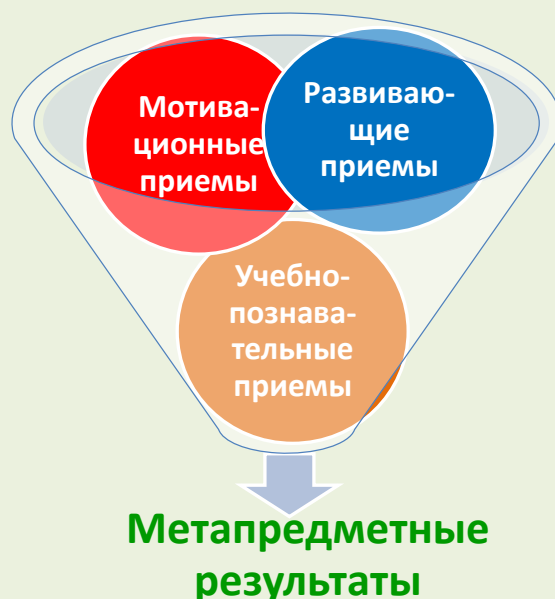 Мотива-
ционные
приемы
Развиваю-
щие
приемы
Учебно-
познава-
тельные
приемы
Метапредметные
результаты